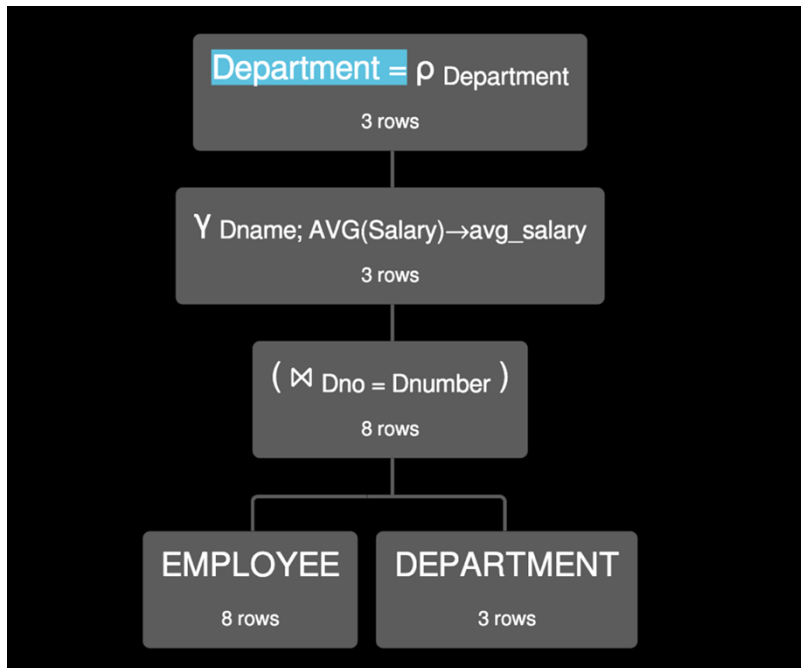 Department = ρ Department
3 rows
γ Dname; AVG(Salary)→avg_salary
3 rows
( ⋈ Dno = Dnumber )
8 rows
EMPLOYEE
8 rows
DEPARTMENT
3 rows